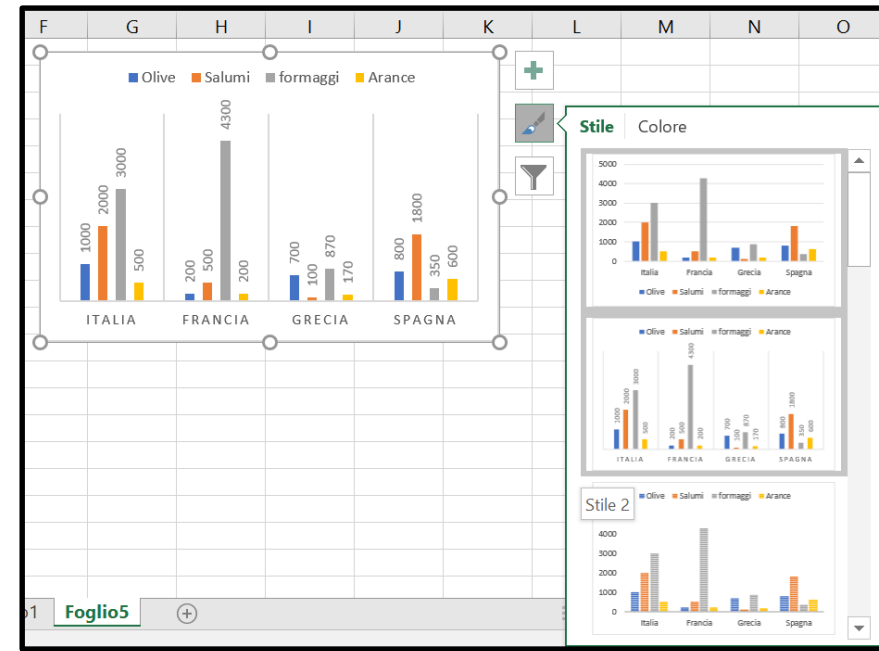 F G H I J K L M N O
Olive Salumi formaggi Arance
1000 2000 3000 500
200 500 4300 200
700 100 870 170
800 1800 350 600
ITALIA FRANCIA GRECIA SPAGNA
Stile Colore
5000
4000
3000
2000
1000
0
Italia Francia Grecia Spagna
Olive Salumi formaggi Arance
Olive Salumi formaggi Arance
1000 2000 3000 500
200 500 4300 200
700 100 870 170
800 1800 350 600
ITALIA FRANCIA GRECIA SPAGNA
Stile 2
Olive Salumi formaggi Arance
4000
3000
2000
1000
0
Italia Francia Grecia Spagna
Foglio5